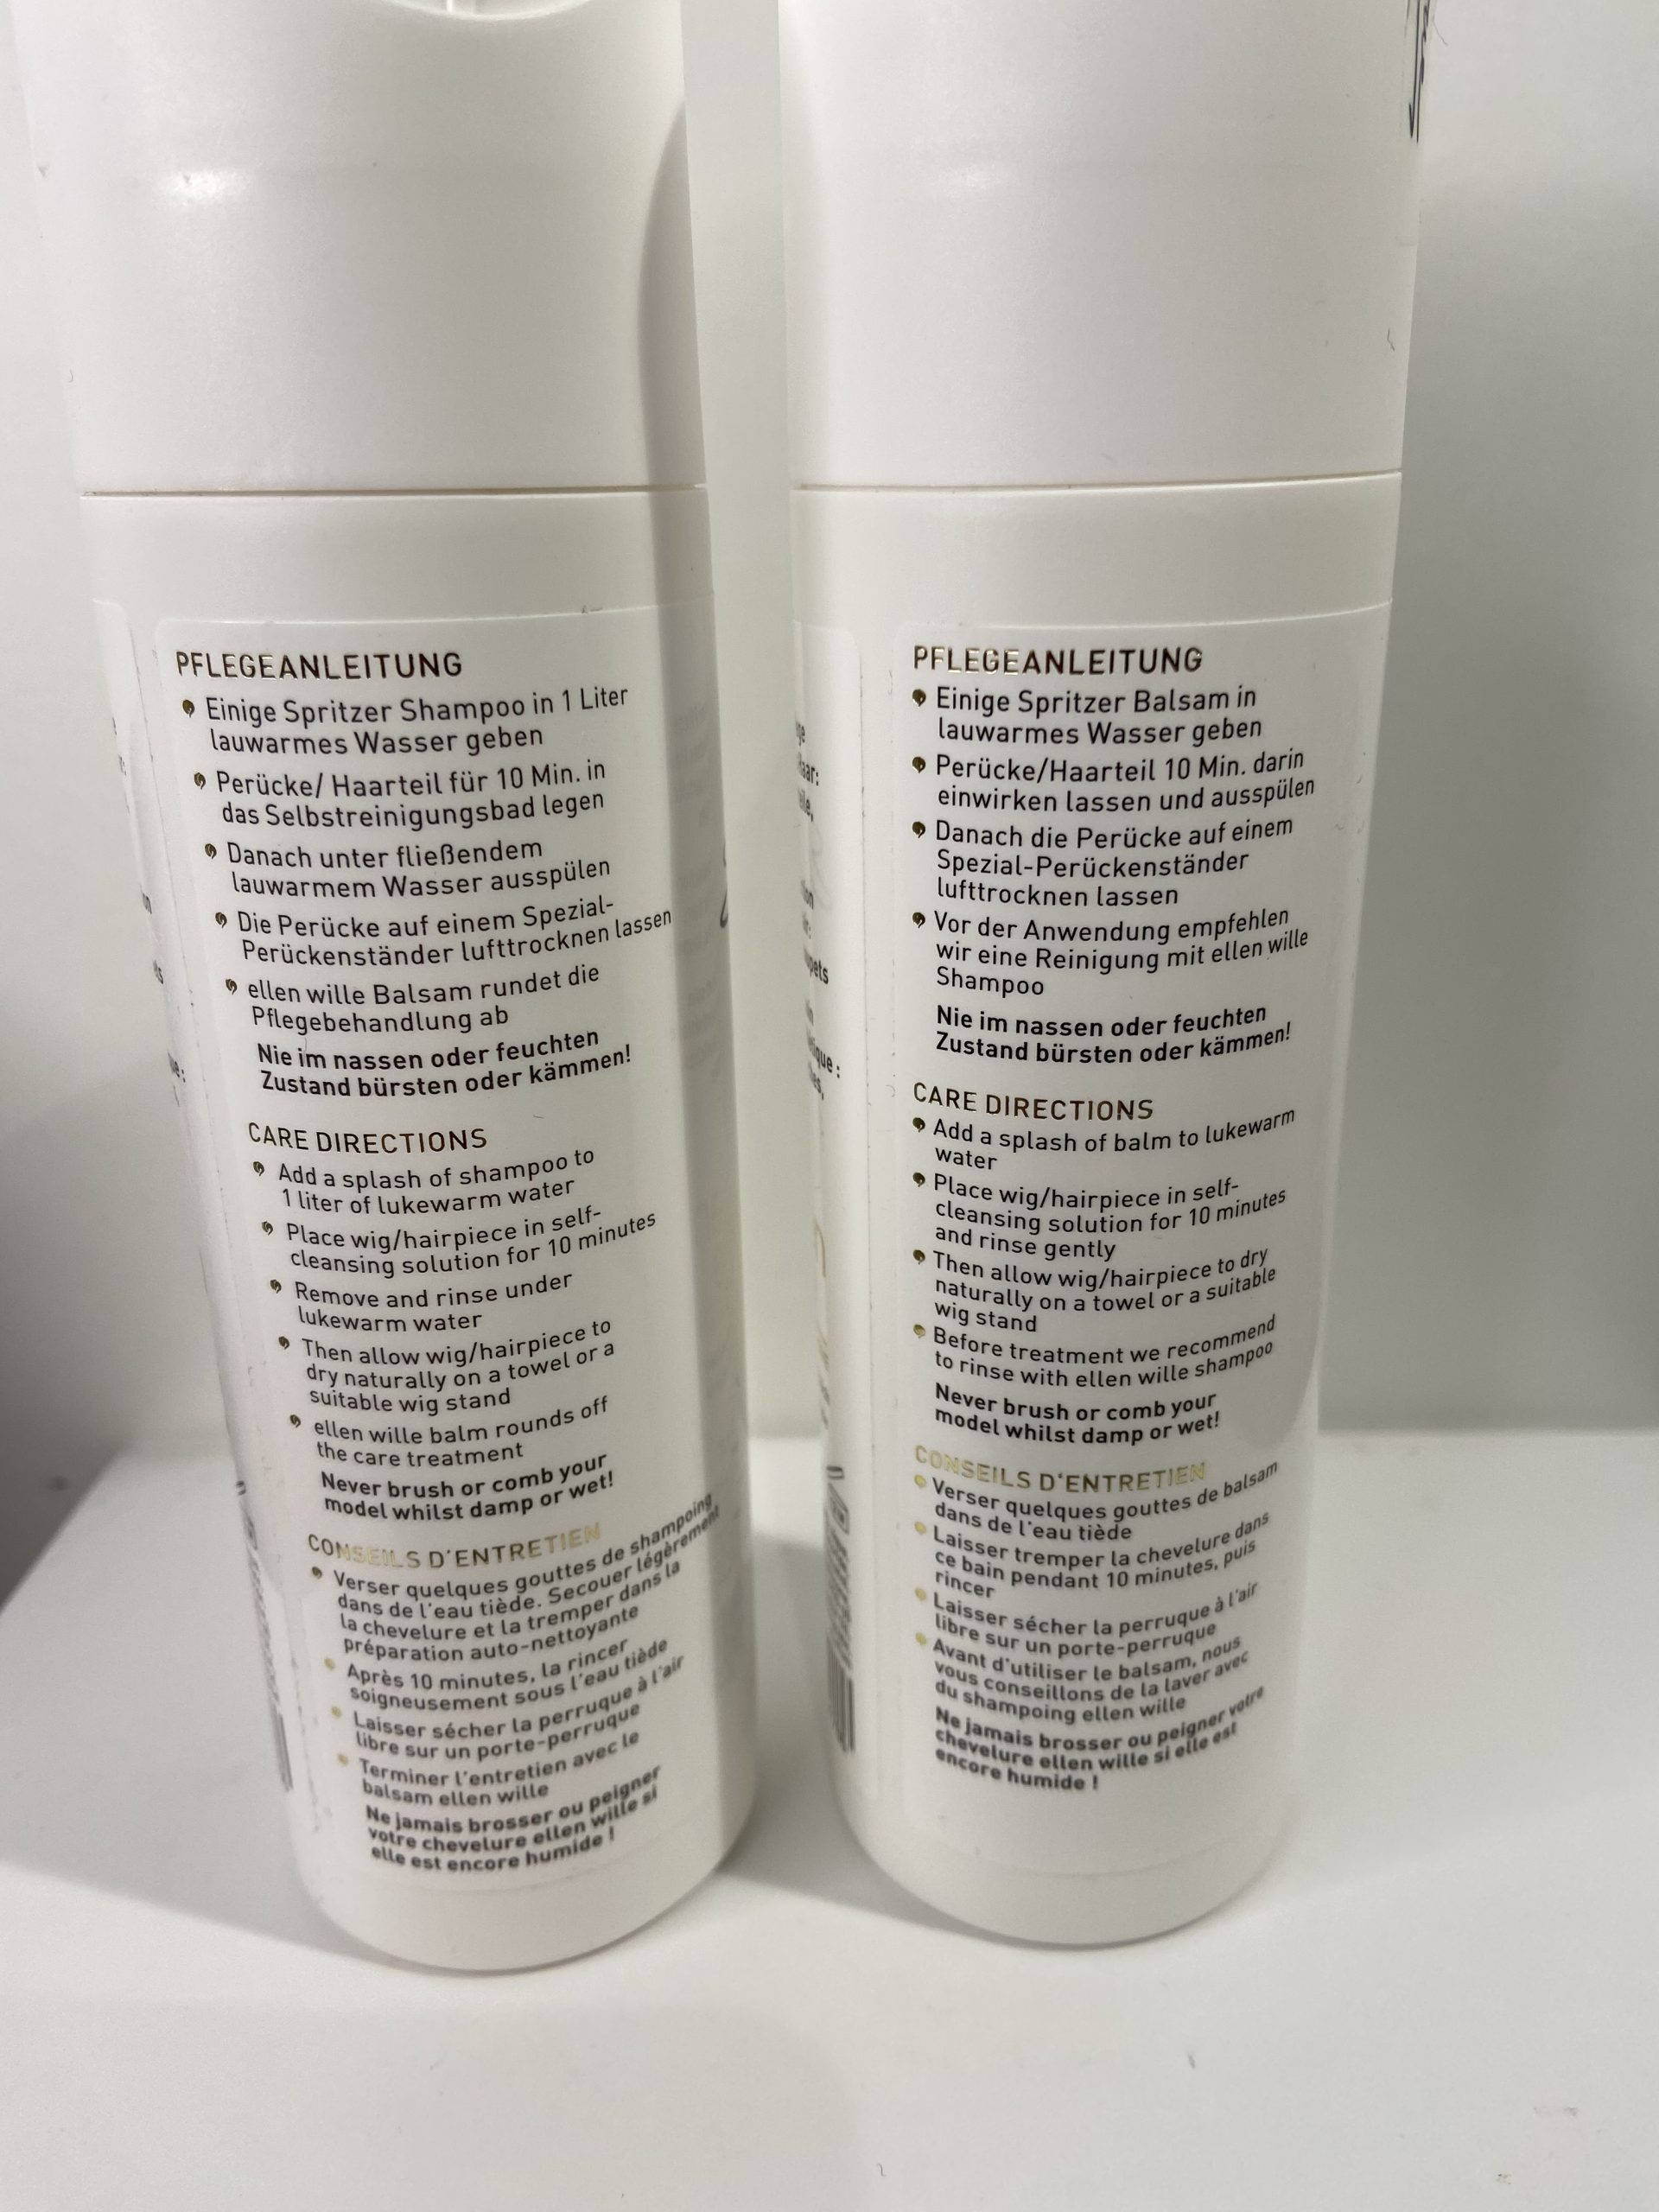 PFLEGEANLEITUNG
Einige Spritzer Shampoo in 1 Liter
lauwarmes Wasser geben
Perücke/ Haarteil für 10 Min. in
das Selbstreinigungsbad legen
Danach unter fließendem
lauwarmem Wasser ausspülen
Die Perücke auf einem Spezial-
Perückenständer lufttrocknen lassen
ellen wille Balsam rundet die
Pflegebehandlung ab
Nie im nassen oder feuchten
Zustand bürsten oder kämmen!
CARE DIRECTIONS
Add a splash of shampoo to
1 liter of lukewarm water
Place wig/hairpiece in self-
cleansing solution for 10 minutes
Remove and rinse under
lukewarm water
Then allow wig/hairpiece to
dry naturally on a towel or a
suitable wig stand
ellen wille balm rounds off
the care treatment
Never brush or comb your
model whilst damp or wet!
CONSEILS D'ENTRETIEN
Verser quelques gouttes de shampoing
dans de l'eau tiède. Secouer légèrement
la chevelure et la tremper dans la
préparation auto-nettoyante
Après 10 minutes, la rincer
soigneusement sous l'eau tiède
Laisser sécher la perruque à l'air
libre sur un porte-perruque
Terminer l'entretien avec le
balsam ellen wille
Ne jamais brosser ou peigner
votre chevelure ellen wille si
elle est encore humide !
PFLEGEANLEITUNG
Einige Spritzer Balsam in
lauwarmes Wasser geben
Perücke/Haarteil 10 Min. darin
einwirken lassen und ausspülen
Danach die Perücke auf einem
Spezial-Perückenständer
lufttrocknen lassen
Vor der Anwendung empfehlen
wir eine Reinigung mit ellen wille
Shampoo
Nie im nassen oder feuchten
Zustand bürsten oder kämmen!
CARE DIRECTIONS
Add a splash of balm to lukewarm
water
Place wig/hairpiece in self-
cleansing solution for 10 minutes
and rinse gently
Then allow wig/hairpiece to dry
naturally on a towel or a suitable
wig stand
Before treatment we recommend
to rinse with ellen wille shampoo
Never brush or comb your
model whilst damp or wet!
CONSEILS D'ENTRETIEN
Verser quelques gouttes de balsam
dans de l'eau tiède
Laisser tremper la chevelure dans
ce bain pendant 10 minutes, puis
rincer
Laisser sécher la perruque à l'air
libre sur un porte-perruque
Avant d'utiliser le balsam, nous
vous conseillons de la laver avec
du shampoing ellen wille
Ne jamais brosser ou peigner votre
chevelure ellen wille si elle est
encore humide !